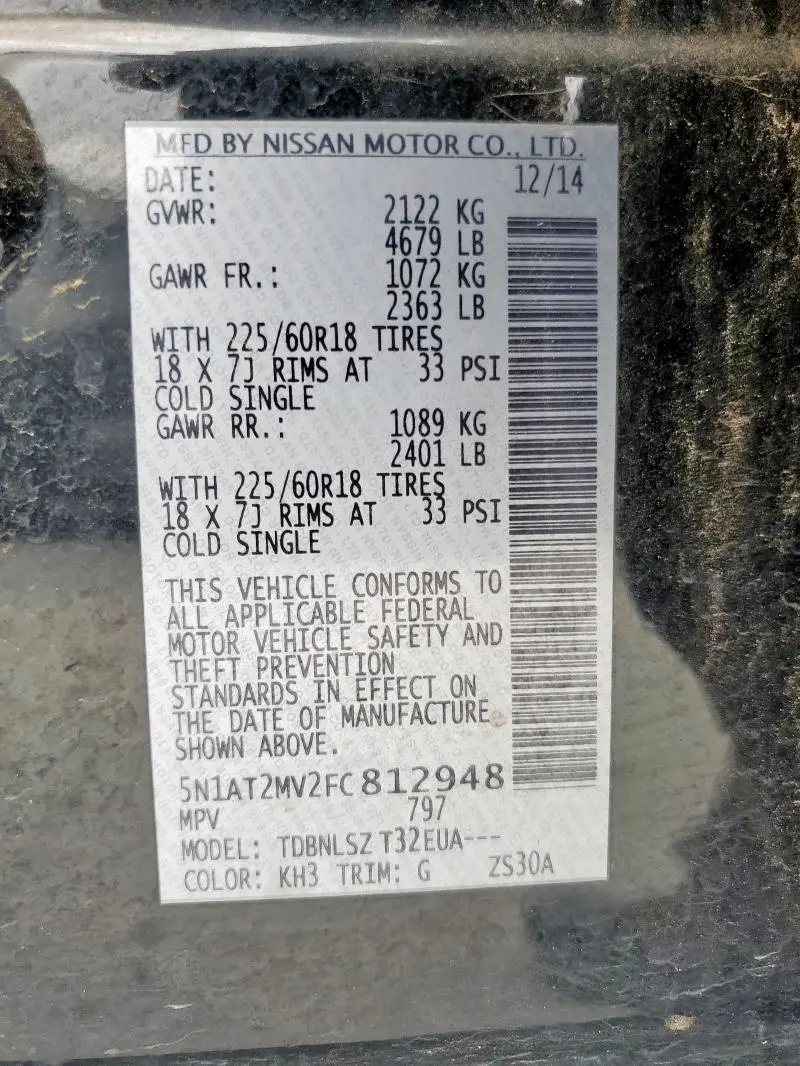 MFD BY NISSAN MOTOR CO., LTD.
DATE: 12/14
GVWR: 2122 KG
4679 LB
GAWR FR.: 1072 KG
2363 LB
WITH 225/60R18 TIRES
18 X 7J RIMS AT 33 PSI
COLD SINGLE
GAWR RR.: 1089 KG
2401 LB
WITH 225/60R18 TIRES
18 X 7J RIMS AT 33 PSI
COLD SINGLE
THIS VEHICLE CONFORMS TO
ALL APPLICABLE FEDERAL
MOTOR VEHICLE SAFETY AND
THEFT PREVENTION
STANDARDS IN EFFECT ON
THE DATE OF MANUFACTURE
SHOWN ABOVE.
5N1AT2MV2FC812948
MPV 797
MODEL: TDBNLSZ T32EUA---
COLOR: KH3 TRIM: G ZS30A